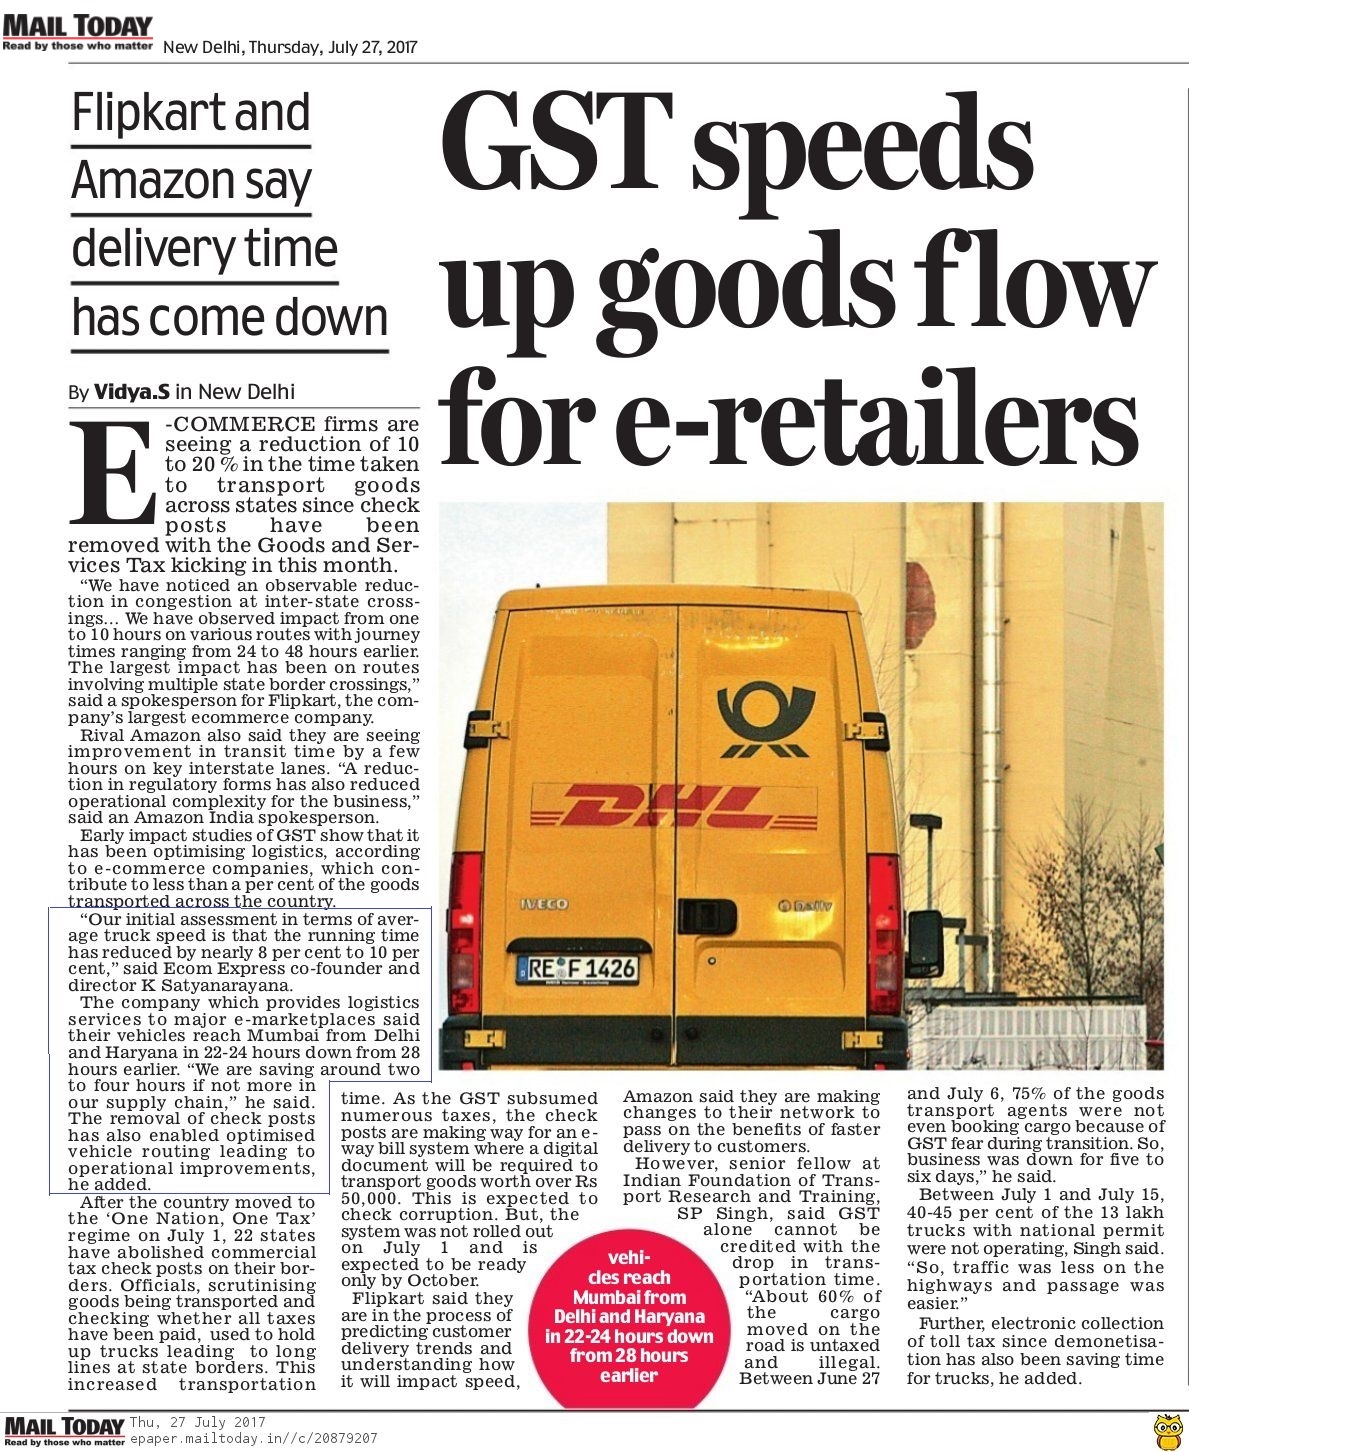 MAIL TODAY
Read by those who matter
New Delhi, Thursday, July 27, 2017
Flipkart and
Amazon say
delivery time
has come down
GST speeds
up goods flow
for e-retailers
By Vidya.S in New Delhi
E-COMMERCE firms are
seeing a reduction of 10
to 20 % in the time taken
to transport goods
across states since check
posts have been
removed with the Goods and Ser-
vices Tax kicking in this month.
“We have noticed an observable reduc-
tion in congestion at inter-state cross-
ings... We have observed impact from one
to 10 hours on various routes with journey
times ranging from 24 to 48 hours earlier.
The largest impact has been on routes
involving multiple state border crossings,”
said a spokesperson for Flipkart, the com-
pany’s largest ecommerce company.
Rival Amazon also said they are seeing
improvement in transit time by a few
hours on key interstate lanes. “A reduc-
tion in regulatory forms has also reduced
operational complexity for the business,”
said an Amazon India spokesperson.
Early impact studies of GST show that it
has been optimising logistics, according
to e-commerce companies, which con-
tribute to less than a per cent of the goods
transported across the country.
“Our initial assessment in terms of aver-
age truck speed is that the running time
has reduced by nearly 8 per cent to 10 per
cent,” said Ecom Express co-founder and
director K Satyanarayana.
The company which provides logistics
services to major e-marketplaces said
their vehicles reach Mumbai from Delhi
and Haryana in 22-24 hours down from 28
hours earlier. “We are saving around two
to four hours if not more in
our supply chain,” he said.
The removal of check posts
has also enabled optimised
vehicle routing leading to
operational improvements,
he added.
After the country moved to
the ‘One Nation, One Tax’
regime on July 1, 22 states
have abolished commercial
tax check posts on their bor-
ders. Officials, scrutinising
goods being transported and
checking whether all taxes
have been paid, used to hold
up trucks leading to long
lines at state borders. This
increased transportation
time. As the GST subsumed
numerous taxes, the check
posts are making way for an e-
way bill system where a digital
document will be required to
transport goods worth over Rs
50,000. This is expected to
check corruption. But, the
system was not rolled out
on July 1 and is
expected to be ready
only by October.
Flipkart said they
are in the process of
predicting customer
delivery trends and
understanding how
it will impact speed,
DHL
IVECO
Daily
RE F 1426
vehi-
cles reach
Mumbai from
Delhi and Haryana
in 22-24 hours down
from 28 hours
earlier
Amazon said they are making
changes to their network to
pass on the benefits of faster
delivery to customers.
However, senior fellow at
Indian Foundation of Trans-
port Research and Training,
SP Singh, said GST
alone cannot be
credited with the
drop in trans-
portation time.
“About 60% of
the cargo
moved on the
road is untaxed
and illegal.
Between June 27
and July 6, 75% of the goods
transport agents were not
even booking cargo because of
GST fear during transition. So,
business was down for five to
six days,” he said.
Between July 1 and July 15,
40-45 per cent of the 13 lakh
trucks with national permit
were not operating, Singh said.
“So, traffic was less on the
highways and passage was
easier.”
Further, electronic collection
of toll tax since demonetisa-
tion has also been saving time
for trucks, he added.
MAIL TODAY
Read by those who matter
Thu, 27 July 2017
epaper.mailtoday.in//c/20879207